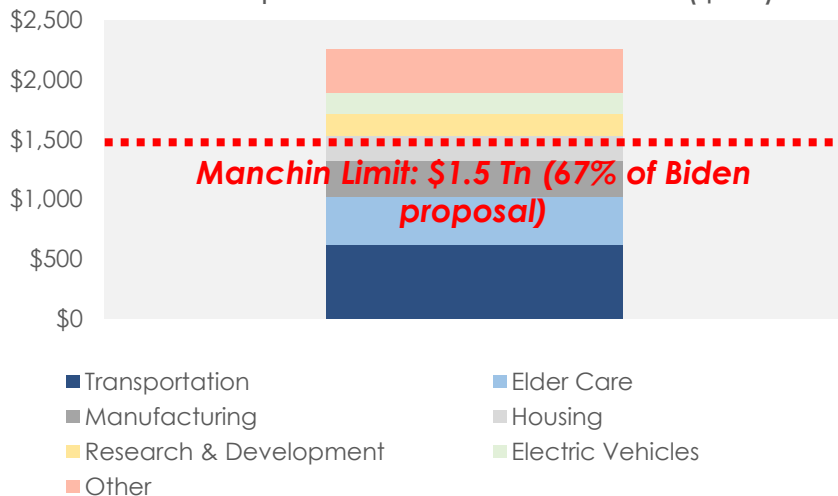 $2,500
$2,000
$1,500
$1,000
$500
$0
Manchin Limit: $1.5 Tn (67% of Biden
proposal)
Transportation
Elder Care
Manufacturing
Housing
Research & Development
Electric Vehicles
Other